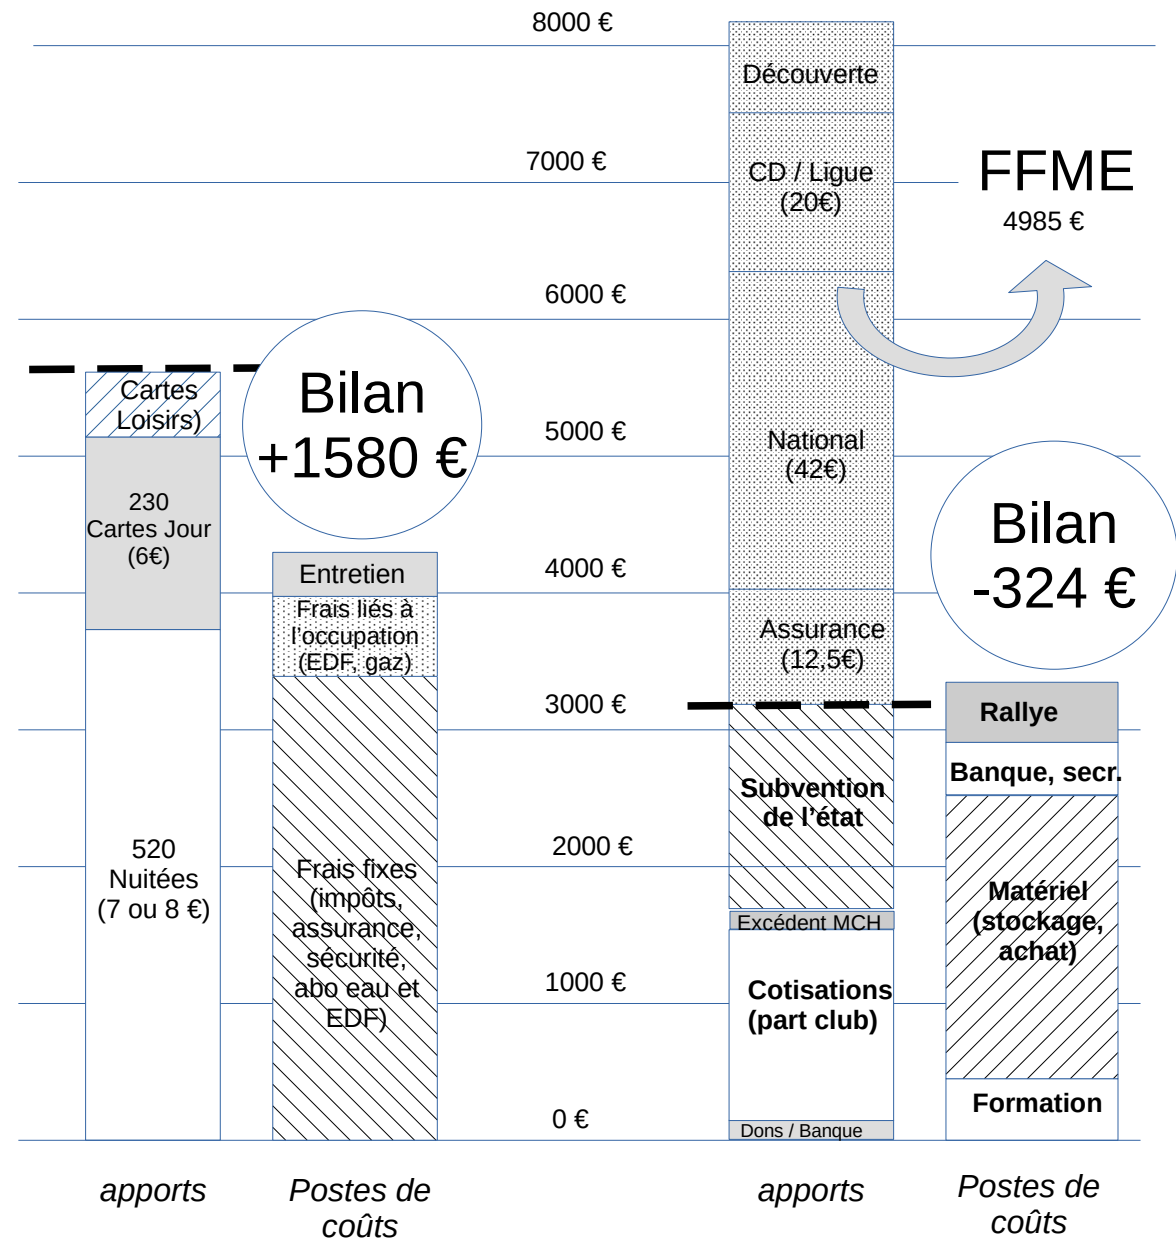 8000 €
7000 €
6000 €
5000 €
4000 €
3000 €
2000 €
1000 €
0 €
Cartes
Loisirs)
230
Cartes Jour
(6€)
520
Nuitées
(7 ou 8 €)
apports
Bilan
+1580 €
Entretien
Frais liés à
l’occupation
(EDF, gaz)
Frais fixes
(impôts,
assurance,
sécurité,
abo eau et
EDF)
Postes de
coûts
Découverte
CD / Ligue
(20€)
National
(42€)
Assurance
(12,5€)
Subvention
de l’état
Excédent MCH
Cotisations
(part club)
Dons / Banque
apports
FFME
4985 €
Bilan
-324 €
Rallye
Banque, secr.
Matériel
(stockage,
achat)
Formation
Postes de
coûts